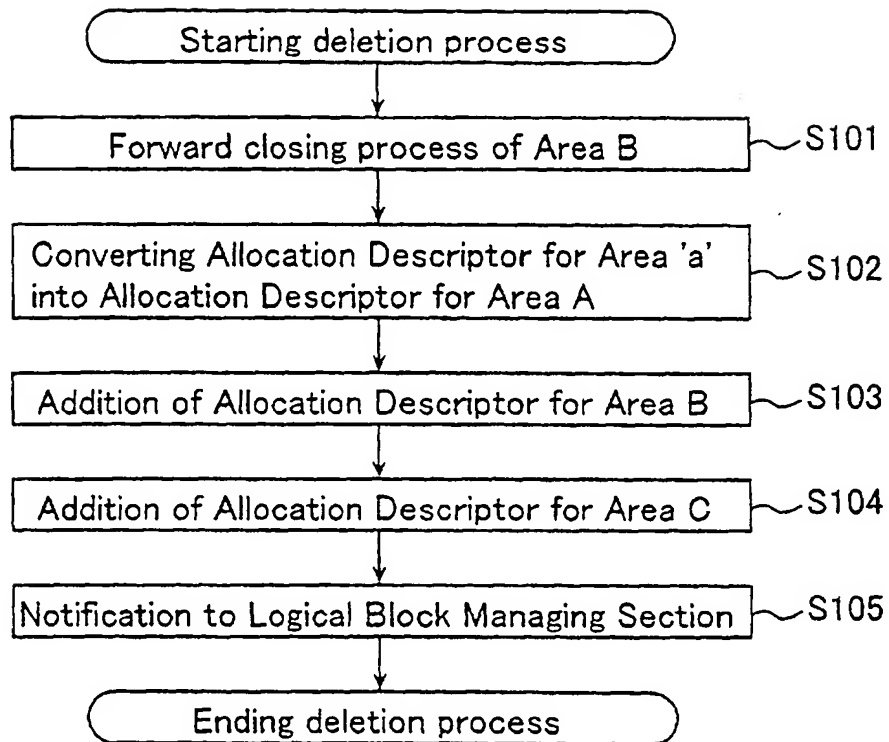 Starting deletion process
Forward closing process of Area B
S101
Converting Allocation Descriptor for Area 'a'
into Allocation Descriptor for Area A
S102
Addition of Allocation Descriptor for Area B
S103
Addition of Allocation Descriptor for Area C
S104
Notification to Logical Block Managing Section
S105
Ending deletion process